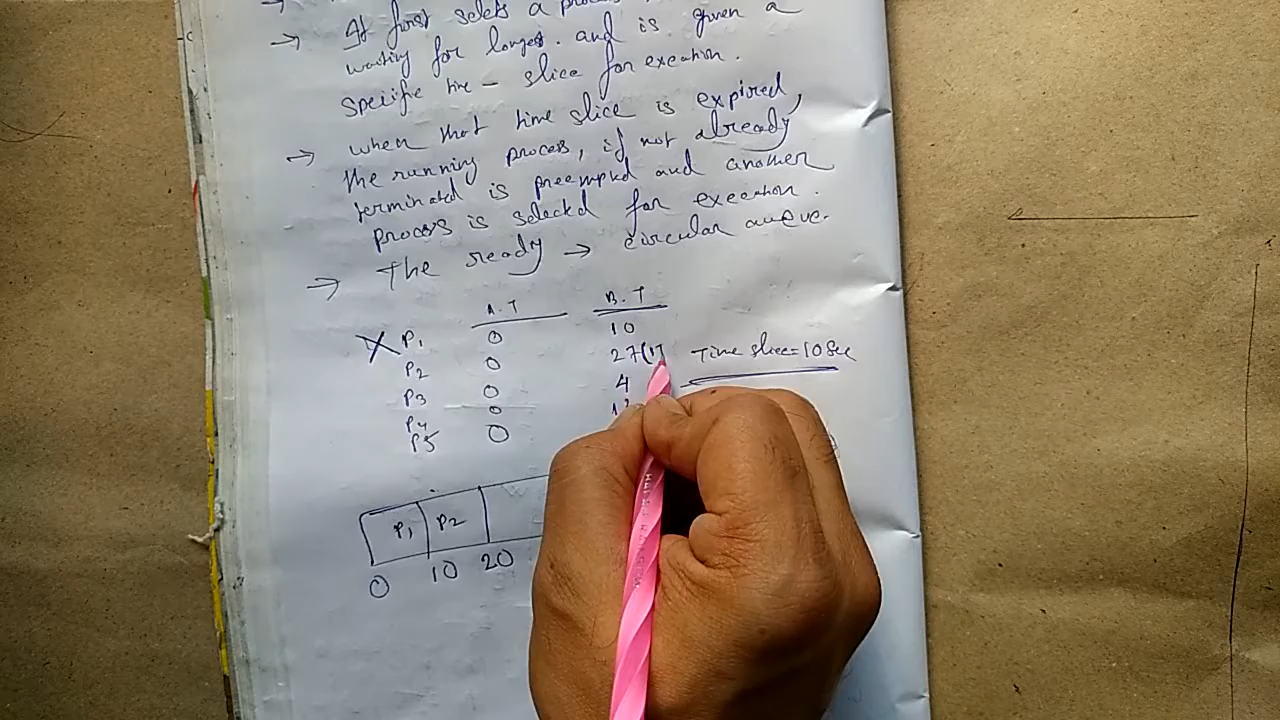 It first selets a process
waiting for longest. and is given a
specific time - slice for execution.
→ when that time slice is expired,
the running process, if not already
terminated is preempted and another
process is selected for execution.
→ The ready → circular queue.
A.T B.T
P1 0 10
P2 0 27(17 Time slice=10 Sec
P3 0 4
P4 0
P5 0
P1 P2
0 10 20